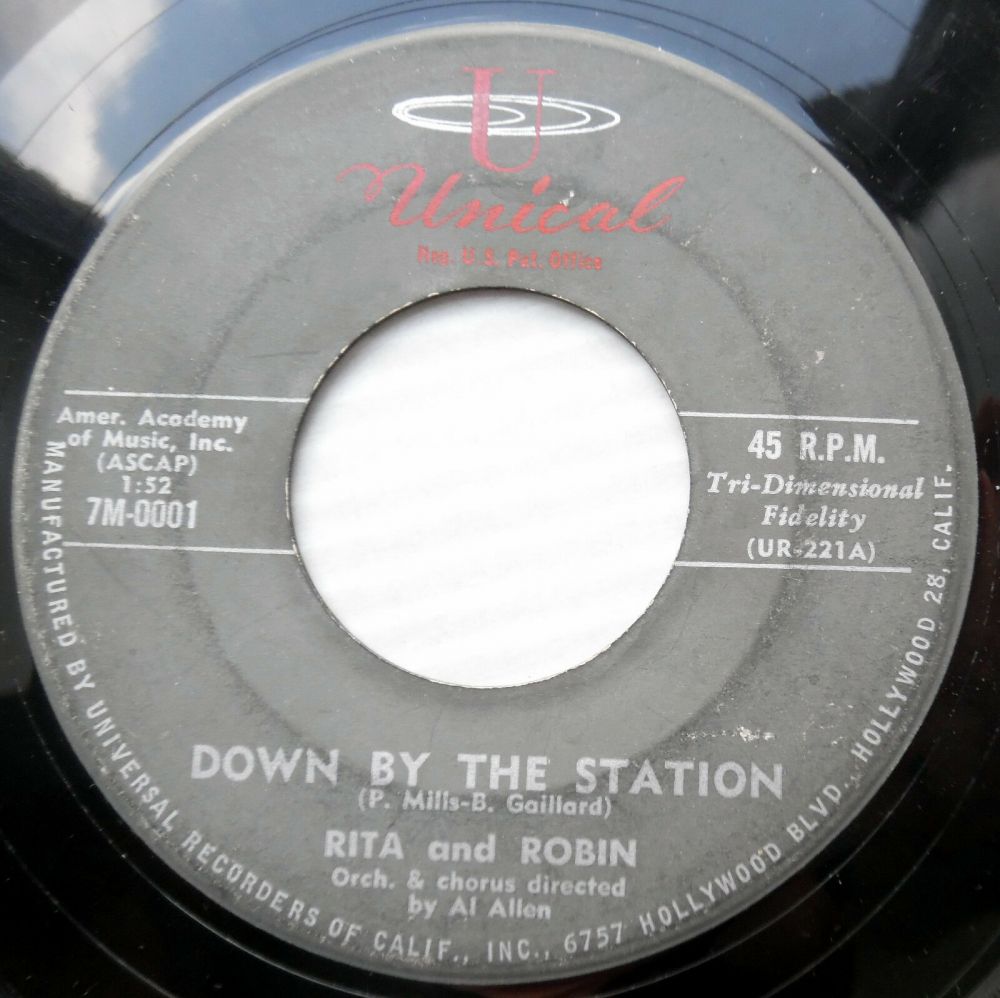 U
Unical
Reg. U.S. Pat. Office
Amer. Academy
of Music, Inc.
(ASCAP)
1:52
7M-0001
45 R.P.M.
Tri-Dimensional
Fidelity
(UR-221A)
DOWN BY THE STATION
(P. Mills-B. Gaillard)
RITA and ROBIN
Orch. & chorus directed
by Al Allen
MANUFACTURED BY UNIVERSAL RECORDERS OF CALIF., INC., 6757 HOLLYWOOD BLVD., HOLLYWOOD 28, CALIF.